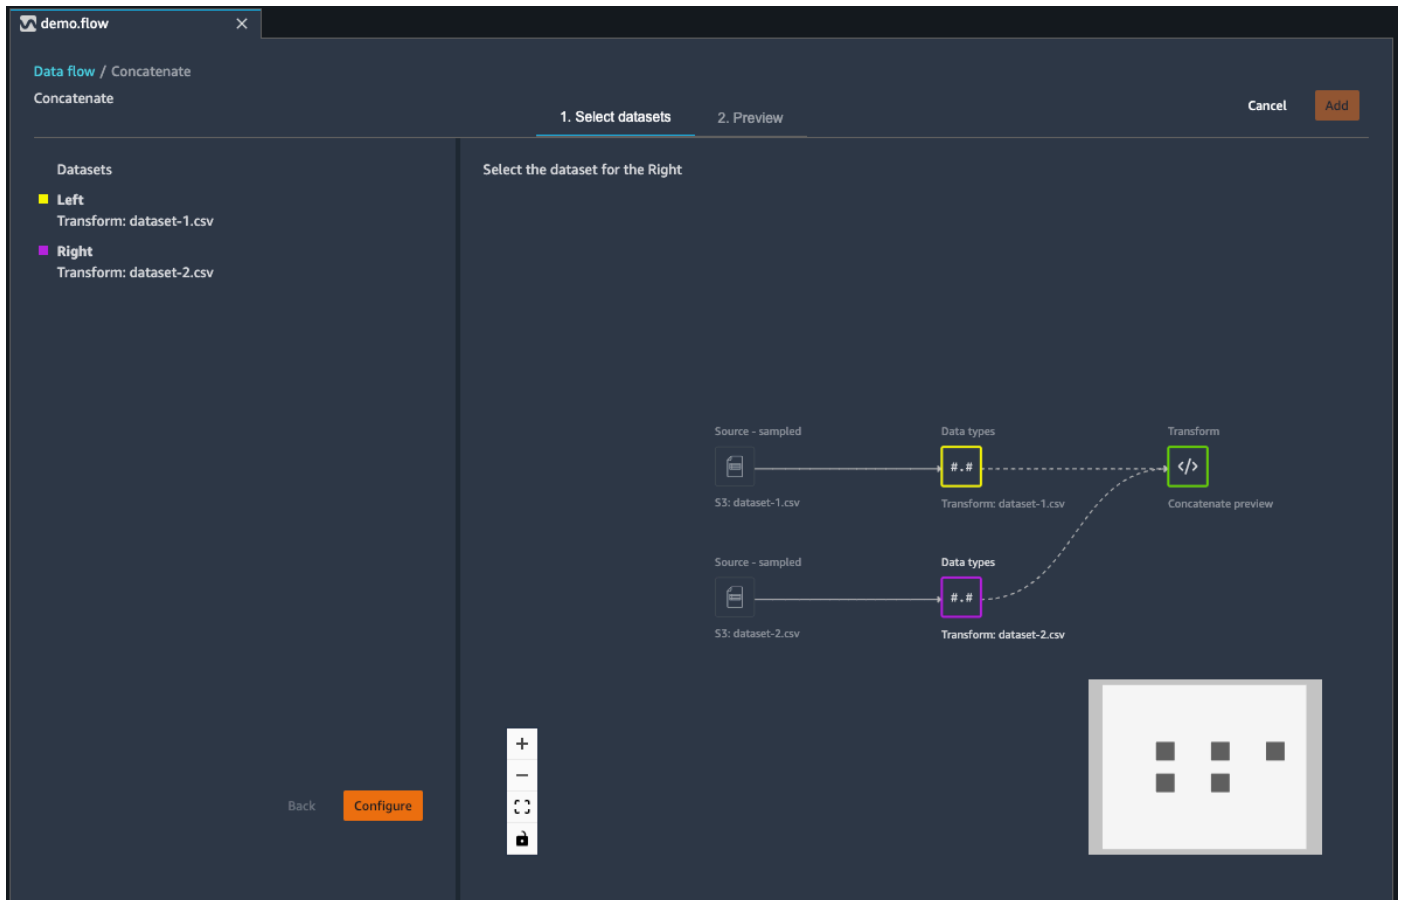 demo.flow
Data flow / Concatenate
Concatenate
1. Select datasets
2. Preview
Cancel
Add
Datasets
Left
Transform: dataset-1.csv
Right
Transform: dataset-2.csv
Back
Configure
Select the dataset for the Right
Source - sampled
Data types
Transform
#.#
</>
S3: dataset-1.csv
Transform: dataset-1.csv
Concatenate preview
Source - sampled
Data types
#.#
S3: dataset-2.csv
Transform: dataset-2.csv